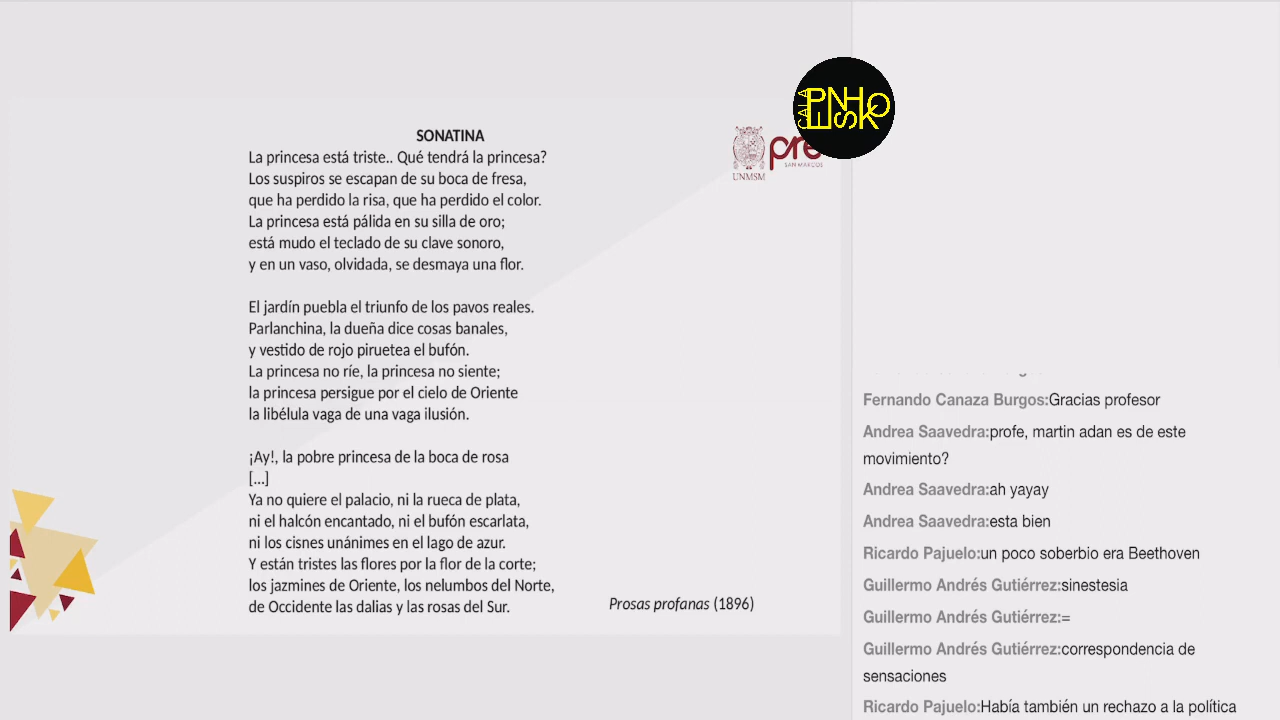 SONATINA
La princesa está triste.. Qué tendrá la princesa?
Los suspiros se escapan de su boca de fresa,
que ha perdido la risa, que ha perdido el color.
La princesa está pálida en su silla de oro;
está mudo el teclado de su clave sonoro,
y en un vaso, olvidada, se desmaya una flor.
El jardín puebla el triunfo de los pavos reales.
Parlanchina, la dueña dice cosas banales,
y vestido de rojo piruetea el bufón.
La princesa no ríe, la princesa no siente;
la princesa persigue por el cielo de Oriente
la libélula vaga de una vaga ilusión.
¡Ay!, la pobre princesa de la boca de rosa
[...]
Ya no quiere el palacio, ni la rueca de plata,
ni el halcón encantado, ni el bufón escarlata,
ni los cisnes unánimes en el lago de azur.
Y están tristes las flores por la flor de la corte;
los jazmines de Oriente, los nelumbos del Norte,
de Occidente las dalias y las rosas del Sur.
Prosas profanas (1896)
UNMSM
pre
SAN MARCOS
Fernando Canaza Burgos:Gracias profesor
Andrea Saavedra:profe, martin adan es de este
movimiento?
Andrea Saavedra:ah yayay
Andrea Saavedra:esta bien
Ricardo Pajuelo:un poco soberbio era Beethoven
Guillermo Andrés Gutiérrez:sinestesia
Guillermo Andrés Gutiérrez:=
Guillermo Andrés Gutiérrez:correspondencia de
sensaciones
Ricardo Pajuelo:Había también un rechazo a la política